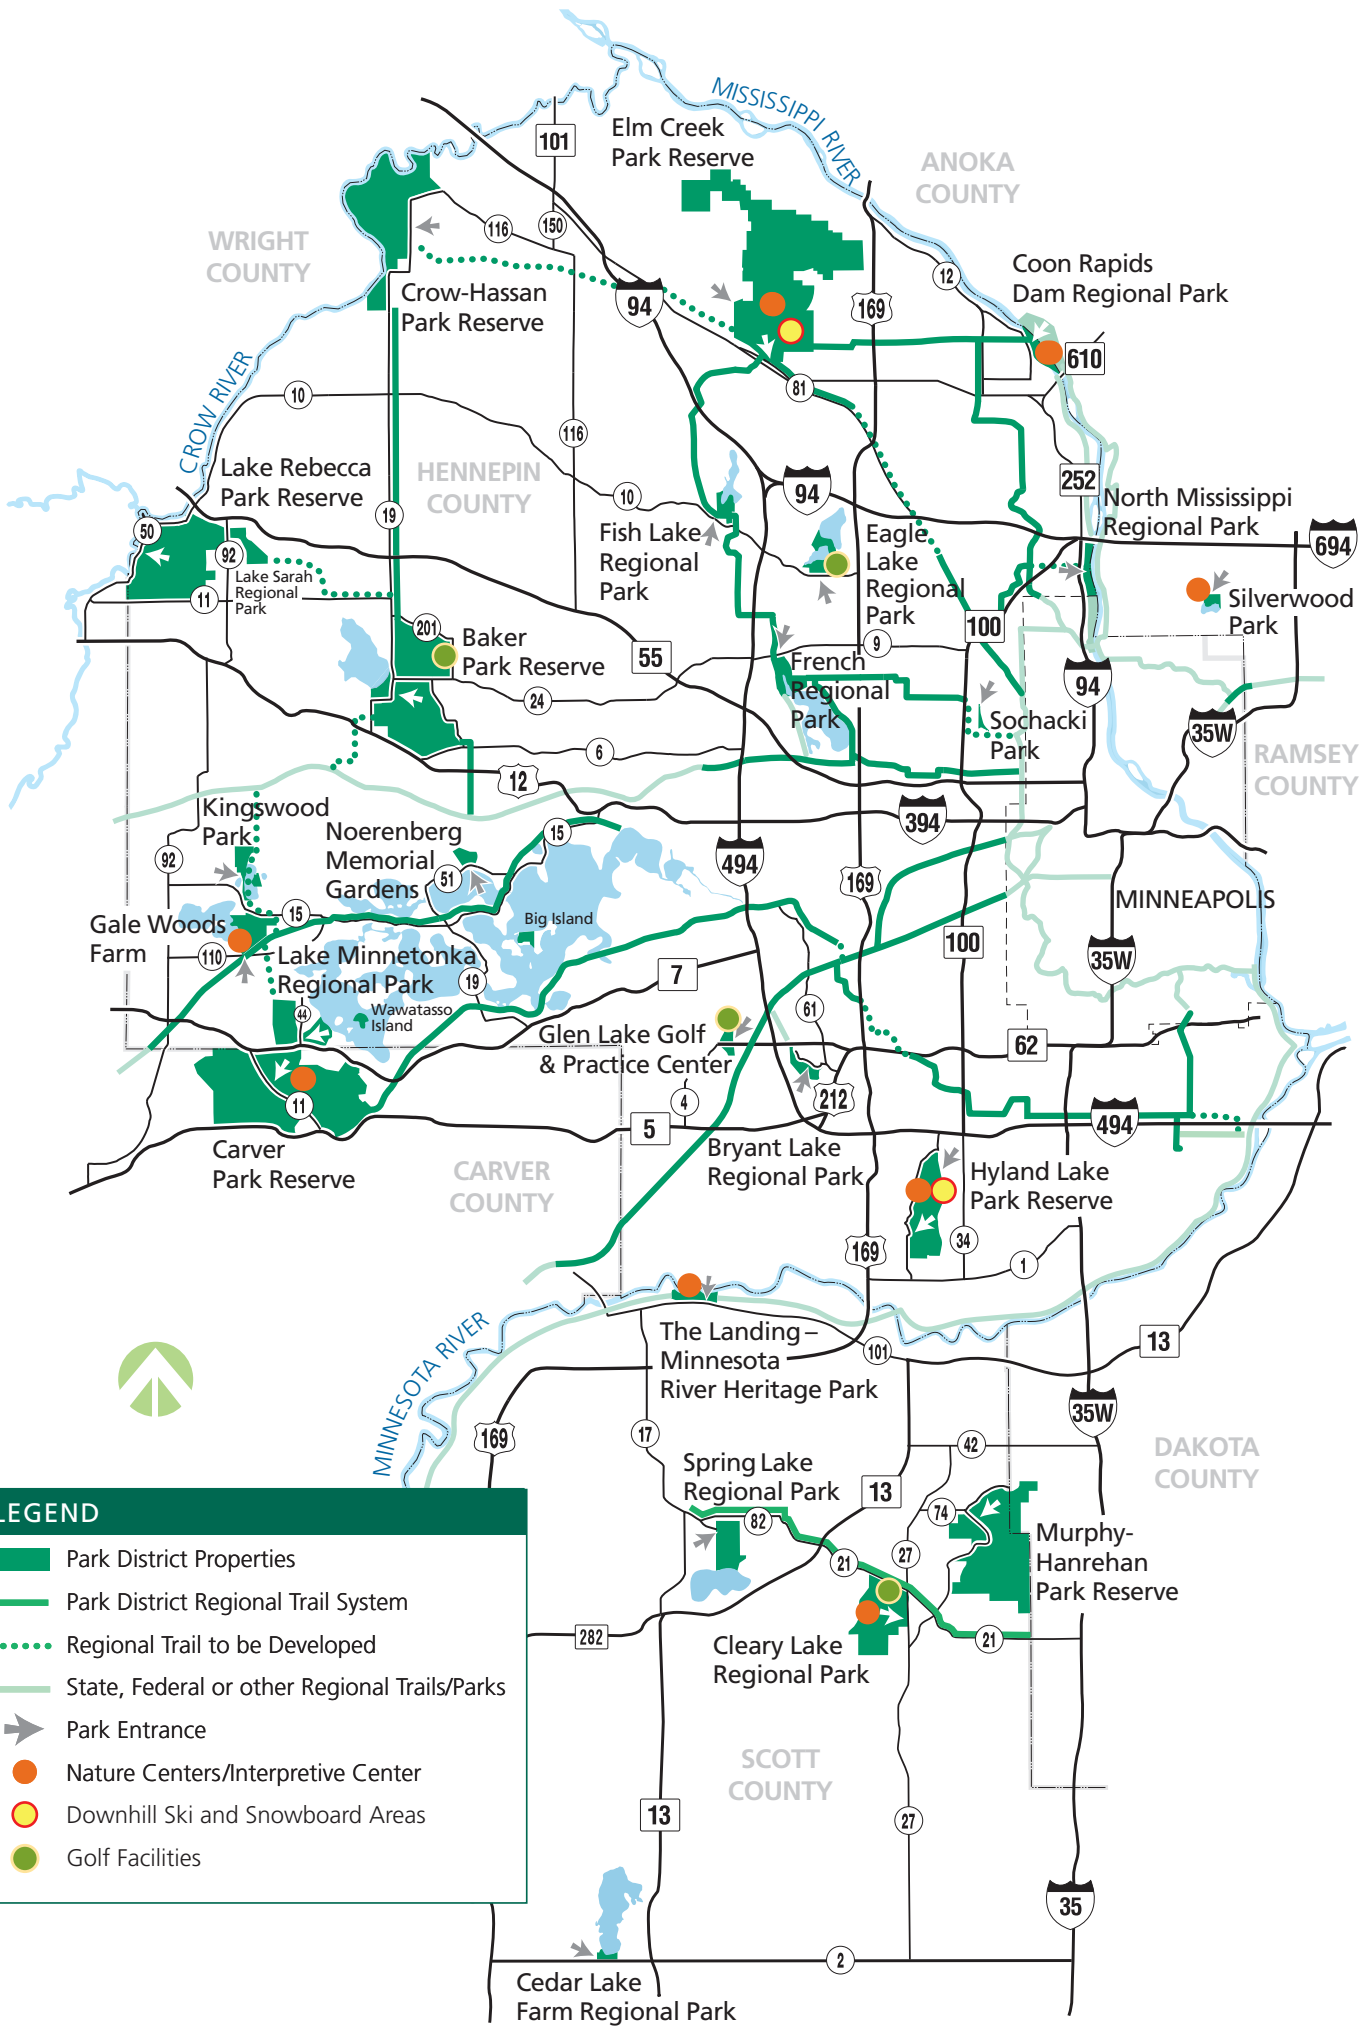 MISSISSIPPI RIVER
Elm Creek
Park Reserve
101
ANOKA
COUNTY
WRIGHT
COUNTY
116
150
Coon Rapids
Dam Regional Park
12
Crow-Hassan
Park Reserve
94
169
610
CROW RIVER
10
81
116
HENNEPIN
COUNTY
Lake Rebecca
Park Reserve
252
94
10
North Mississippi
Regional Park
19
50
92
Fish Lake
Regional
Park
Eagle
Lake
Regional
Park
694
Lake Sarah
Regional
Park
11
Silverwood
Park
201
Baker
Park Reserve
100
55
9
French
Regional
Park
94
24
Sochacki
Park
35W
6
12
RAMSEY
COUNTY
Kingswood
Park
Noerenberg
Memorial
Gardens
15
394
92
51
494
169
MINNEAPOLIS
15
Big Island
Gale Woods
Farm
110
Lake Minnetonka
Regional Park
100
35W
7
19
44
Wawatasso
Island
61
Glen Lake Golf
& Practice Center
62
11
4
212
5
494
Carver
Park Reserve
Bryant Lake
Regional Park
CARVER
COUNTY
Hyland Lake
Park Reserve
34
169
1
MINNESOTA RIVER
The Landing –
Minnesota
River Heritage Park
101
13
35W
169
17
42
DAKOTA
COUNTY
Spring Lake
Regional Park
13
82
74
21
27
Murphy-
Hanrehan
Park Reserve
282
21
Cleary Lake
Regional Park
SCOTT
COUNTY
13
27
35
2
Cedar Lake
Farm Regional Park
LEGEND
Park District Properties
Park District Regional Trail System
Regional Trail to be Developed
State, Federal or other Regional Trails/Parks
Park Entrance
Nature Centers/Interpretive Center
Downhill Ski and Snowboard Areas
Golf Facilities